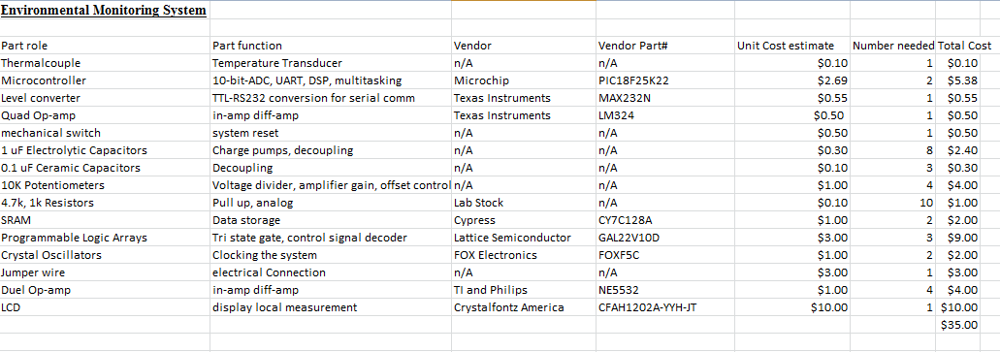 Environmental Monitoring System
Part role Part function Vendor Vendor Part# Unit Cost estimate Number needed Total Cost
Thermalcouple Temperature Transducer n/A n/A $0.10 1 $0.10
Microcontroller 10-bit-ADC, UART, DSP, multitasking Microchip PIC18F25K22 $2.69 2 $5.38
Level converter TTL-RS232 conversion for serial comm Texas Instruments MAX232N $0.55 1 $0.55
Quad Op-amp in-amp diff-amp Texas Instruments LM324 $0.50 1 $0.50
mechanical switch system reset n/A n/A $0.50 1 $0.50
1 uF Electrolytic Capacitors Charge pumps, decoupling n/A n/A $0.30 8 $2.40
0.1 uF Ceramic Capacitors Decoupling n/A n/A $0.10 3 $0.30
10K Potentiometers Voltage divider, amplifier gain, offset control n/A n/A $1.00 4 $4.00
4.7k, 1k Resistors Pull up, analog Lab Stock n/A $0.10 10 $1.00
SRAM Data storage Cypress CY7C128A $1.00 2 $2.00
Programmable Logic Arrays Tri state gate, control signal decoder Lattice Semiconductor GAL22V10D $3.00 3 $9.00
Crystal Oscillators Clocking the system FOX Electronics FOXF5C $1.00 2 $2.00
Jumper wire electrical Connection n/A n/A $3.00 1 $3.00
Duel Op-amp in-amp diff-amp TI and Philips NE5532 $1.00 4 $4.00
LCD display local measurement Crystalfontz America CFAH1202A-YYH-JT $10.00 1 $10.00
$35.00